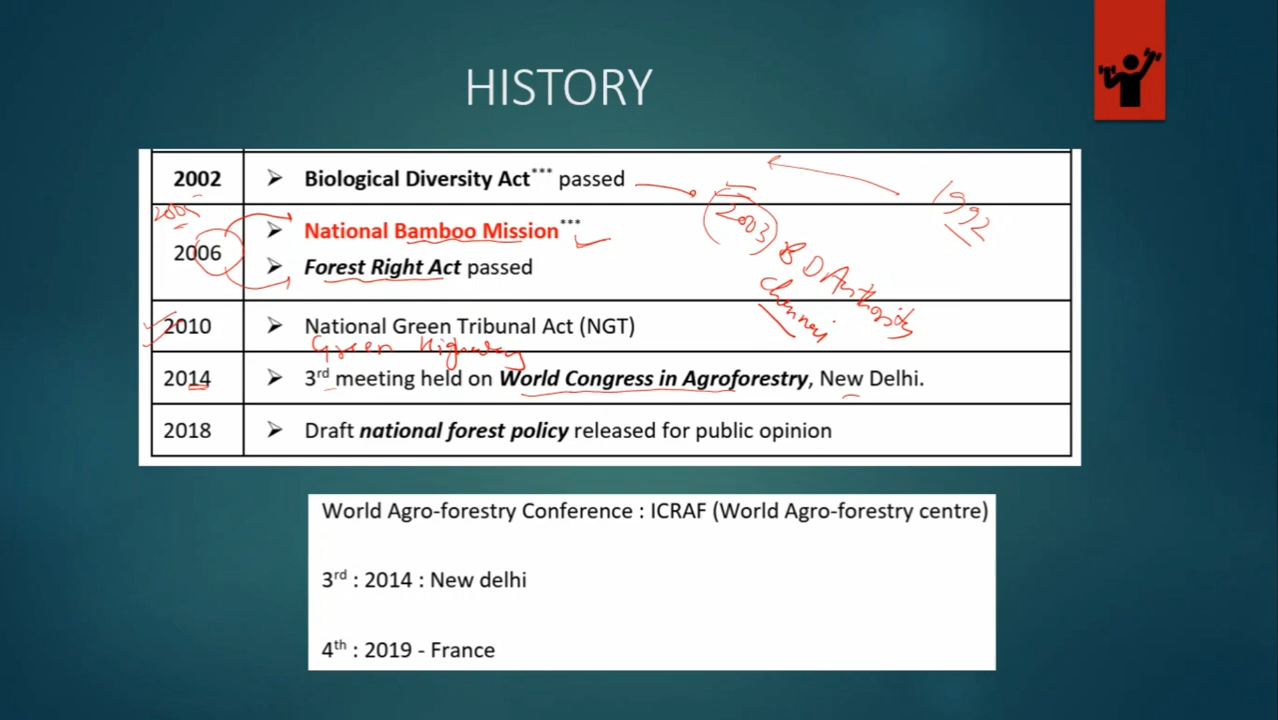 HISTORY
2002 ➢ Biological Diversity Act*** passed
1992
2005
(2003) B D Authority
Chennai
2006 ➢ National Bamboo Mission***
➢ Forest Right Act passed
2010 ➢ National Green Tribunal Act (NGT)
Green Highways
2014 ➢ 3rd meeting held on World Congress in Agroforestry, New Delhi.
2018 ➢ Draft national forest policy released for public opinion
World Agro-forestry Conference : ICRAF (World Agro-forestry centre)
3rd : 2014 : New delhi
4th : 2019 - France